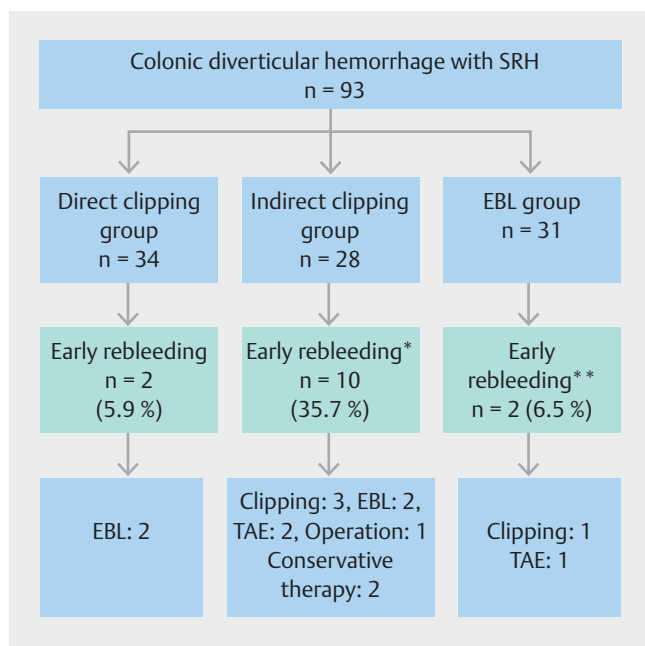 Colonic diverticular hemorrhage with SRH
n = 93
Direct clipping
group
n = 34
Indirect clipping
group
n = 28
EBL group
n = 31
Early rebleeding
n = 2
(5.9 %)
Early rebleeding*
n = 10
(35.7 %)
Early
rebleeding**
n = 2 (6.5 %)
EBL: 2
Clipping: 3, EBL: 2,
TAE: 2, Operation: 1
Conservative
therapy: 2
Clipping: 1
TAE: 1